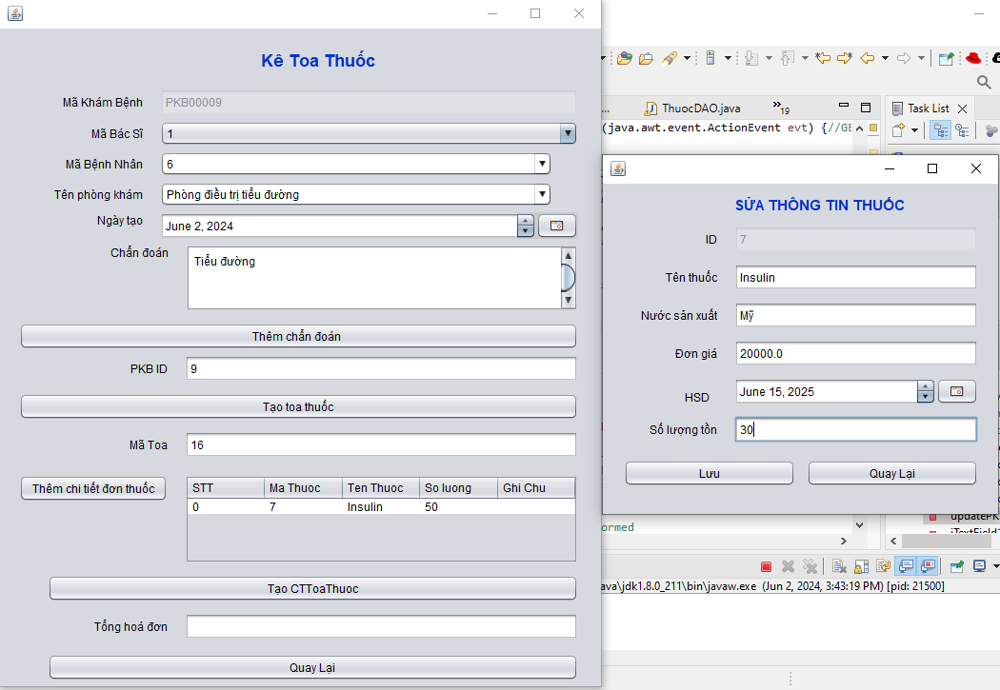 Kê Toa Thuốc
Mã Khám Bệnh PKB00009
Mã Bác Sĩ 1
Mã Bệnh Nhân 6
Tên phòng khám Phòng điều trị tiểu đường
Ngày tạo June 2, 2024
Chẩn đoán Tiểu đường
Thêm chẩn đoán
PKB ID 9
Tạo toa thuốc
Mã Toa 16
Thêm chi tiết đơn thuốc
STT Ma Thuoc Ten Thuoc So luong Ghi Chu
0 7 Insulin 50
Tạo CTToaThuoc
Tổng hoá đơn
Quay Lại
ThuocDAO.java
19
Task List
(java.awt.event.ActionEvent evt) {//GE
SỬA THÔNG TIN THUỐC
ID 7
Tên thuốc Insulin
Nước sản xuất Mỹ
Đơn giá 20000.0
HSD June 15, 2025
Số lượng tồn 30
Lưu Quay Lại
ormed
updatePK
ava\jdk1.8.0_211\bin\javaw.exe (Jun 2, 2024, 3:43:19 PM) [pid: 21500]